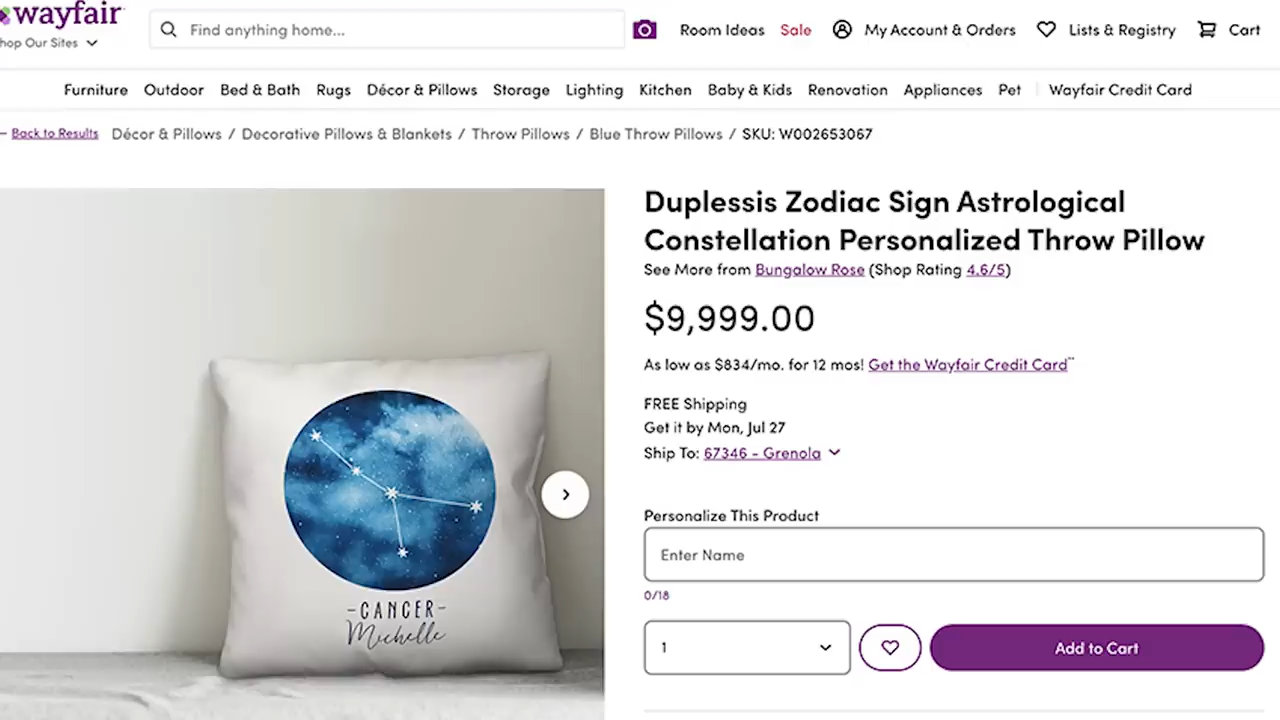 wayfair
hop Our Sites
Find anything home...
Room Ideas
Sale
My Account & Orders
Lists & Registry
Cart
Furniture Outdoor Bed & Bath Rugs Décor & Pillows Storage Lighting Kitchen Baby & Kids Renovation Appliances Pet Wayfair Credit Card
Back to Results Décor & Pillows / Decorative Pillows & Blankets / Throw Pillows / Blue Throw Pillows / SKU: W002653067
Duplessis Zodiac Sign Astrological
Constellation Personalized Throw Pillow
See More from Bungalow Rose (Shop Rating 4.6/5)
$9,999.00
As low as $834/mo. for 12 mos! Get the Wayfair Credit Card**
FREE Shipping
Get it by Mon, Jul 27
Ship To: 67346 - Grenola
Personalize This Product
Enter Name
0/18
1
Add to Cart
-CANCER-
Michelle